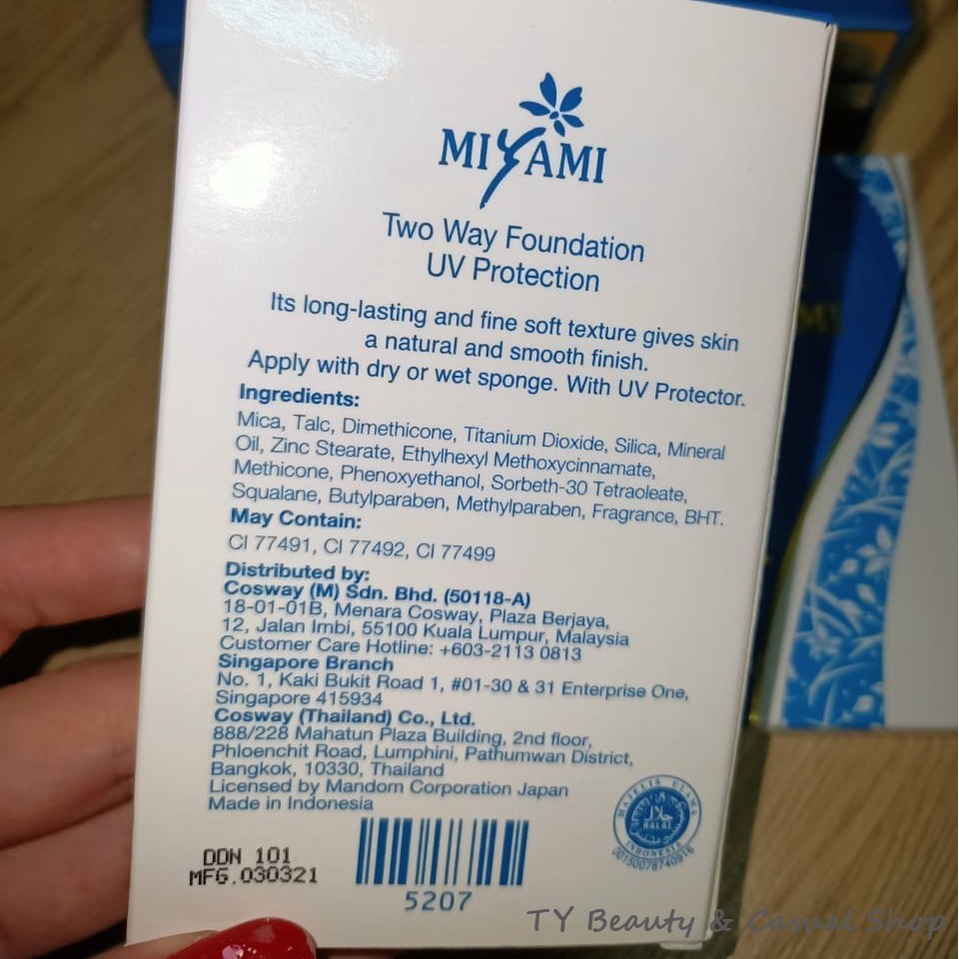 MIYAMI
Two Way Foundation
UV Protection
Its long-lasting and fine soft texture gives skin
a natural and smooth finish.
Apply with dry or wet sponge. With UV Protector.
Ingredients:
Mica, Talc, Dimethicone, Titanium Dioxide, Silica, Mineral
Oil, Zinc Stearate, Ethylhexyl Methoxycinnamate,
Methicone, Phenoxyethanol, Sorbeth-30 Tetraoleate,
Squalane, Butylparaben, Methylparaben, Fragrance, BHT.
May Contain:
CI 77491, CI 77492, CI 77499
Distributed by:
Cosway (M) Sdn. Bhd. (50118-A)
18-01-01B, Menara Cosway, Plaza Berjaya,
12, Jalan Imbi, 55100 Kuala Lumpur, Malaysia
Customer Care Hotline: +603-2113 0813
Singapore Branch
No. 1, Kaki Bukit Road 1, #01-30 & 31 Enterprise One,
Singapore 415934
Cosway (Thailand) Co., Ltd.
888/228 Mahatun Plaza Building, 2nd floor,
Phloenchit Road, Lumphini, Pathumwan District,
Bangkok, 10330, Thailand
Licensed by Mandom Corporation Japan
Made in Indonesia
MAJELIS ULAMA
HALAL
INDONESIA
00150078740916
DDN 101
MFG.030321
5207
TY Beauty & Casual Shop